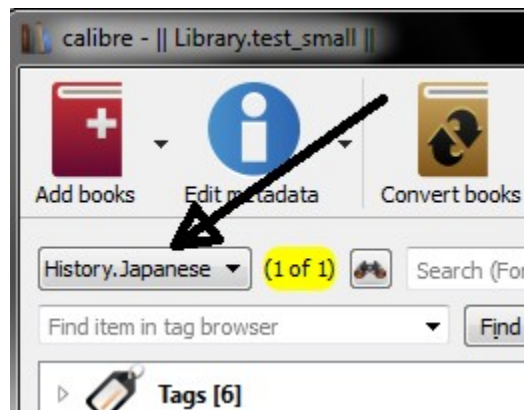 calibre - || Library.test_small ||
Add books Edit metadata Convert books
History.Japanese (1 of 1) Search (For
Find item in tag browser Find
Tags [6]